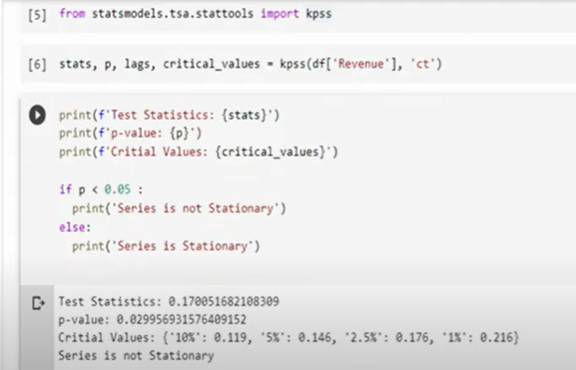 [5] from statsmodels.tsa.stattools import kpss
[6] stats, p, lags, critical_values = kpss(df['Revenue'], 'ct')
print(f'Test Statistics: {stats}')
print(f'p-value: {p}')
print(f'Critial Values: {critical_values}')
if p < 0.05 :
print('Series is not Stationary')
else:
print('Series is Stationary')
Test Statistics: 0.170051682108309
p-value: 0.029956931576409152
Critial Values: {'10%': 0.119, '5%': 0.146, '2.5%': 0.176, '1%': 0.216}
Series is not Stationary